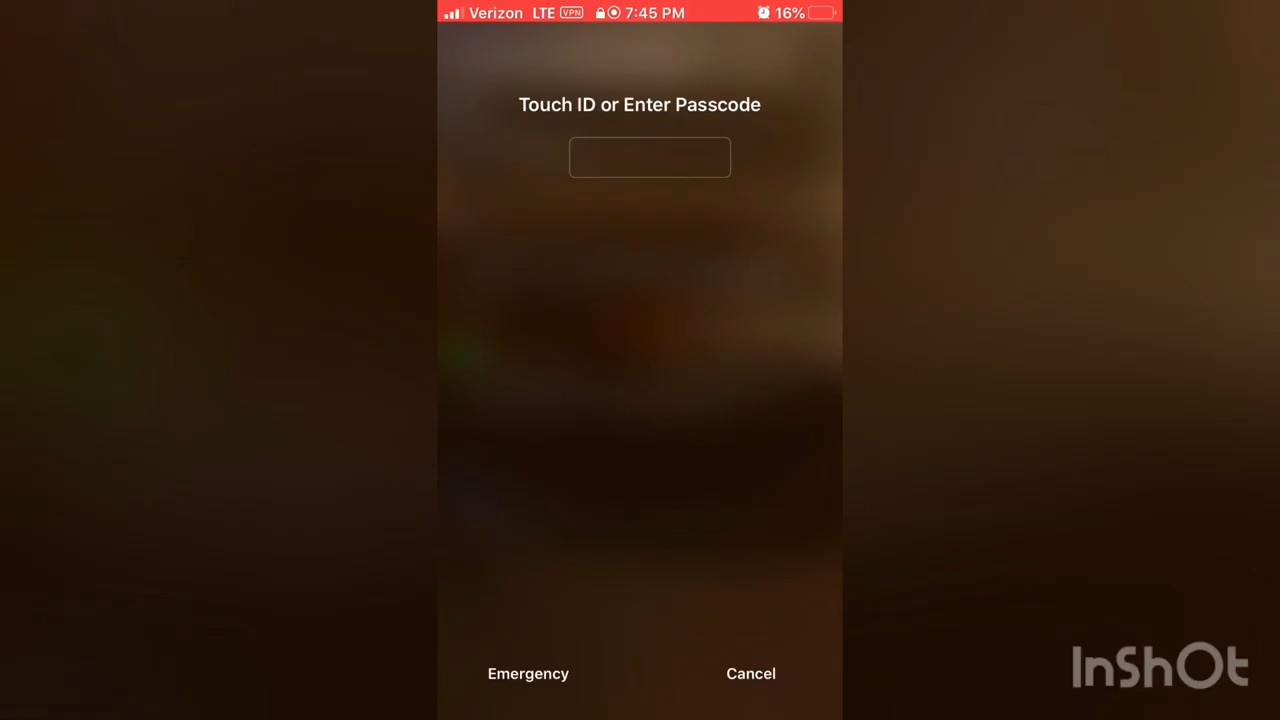 Verizon LTE VPN 7:45 PM 16%
Touch ID or Enter Passcode
Emergency Cancel
InShOt